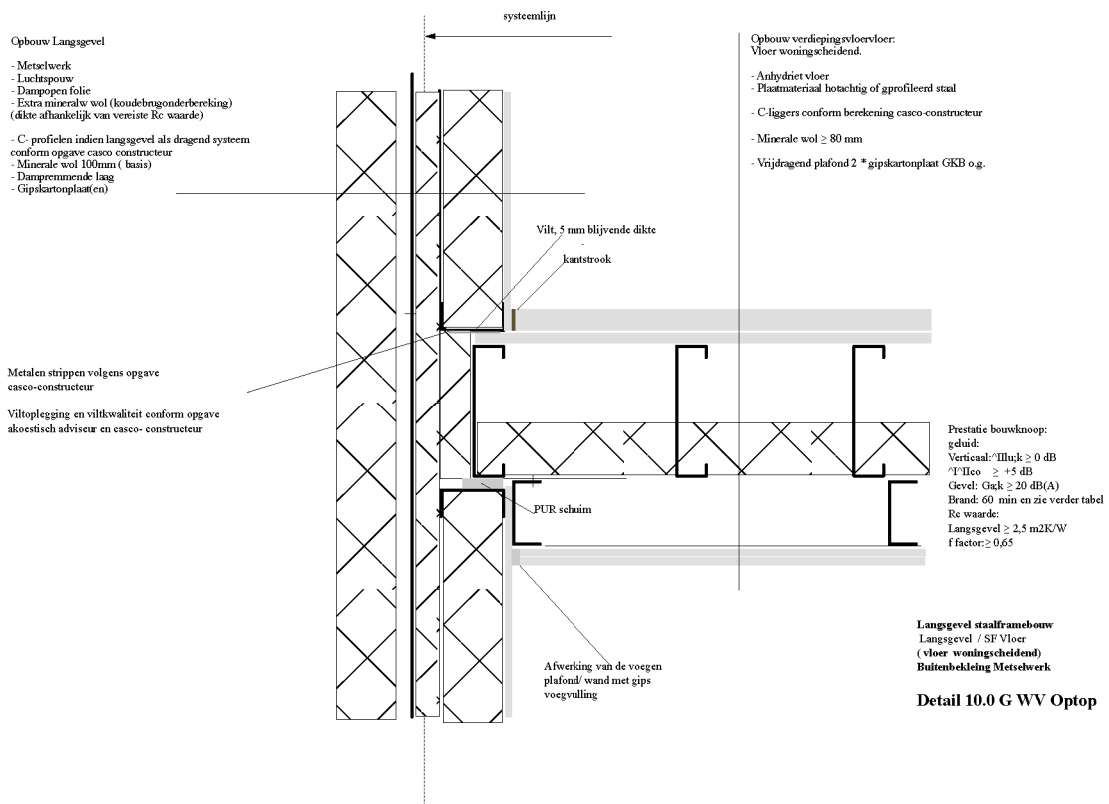 systeemlijn
Opbouw Langsgevel
- Metselwerk
- Luchtspouw
- Dampopen folie
- Extra mineralw wol (koudebrugonderbereking)
(dikte afhankelijk van vereiste Rc waarde)
- C- profielen indien langsgevel als dragend systeem
conform opgave casco constructeur
- Minerale wol 100mm ( basis)
- Dampremmende laag
- Gipskartonplaat(en)
Opbouw verdiepingsvloervloer:
Vloer woningscheidend.
- Anhydriet vloer
- Plaatmateriaal hotachtig of gprofileerd staal
- C-liggers conform berekening casco-constructeur
- Minerale wol ≥ 80 mm
- Vrijdragend plafond 2 * gipskartonplaat GKB o.g.
Vilt, 5 mm blijvende dikte
-
kantstrook
Metalen strippen volgens opgave
casco-constructeur
Viltoplegging en viltkwaliteit conform opgave
akoestisch adviseur en casco- constructeur
PUR schuim
Prestatie bouwknoop:
geluid:
Verticaal:^IIlu;k ≥ 0 dB
^I^IIco ≥ +5 dB
Gevel: Ga;k ≥ 20 dB(A)
Brand: 60 min en zie verder tabel
Rc waarde:
Langsgevel ≥ 2,5 m2K/W
f factor:≥ 0,65
Afwerking van de voegen
plafond/ wand met gips
voegvulling
Langsgevel staalframebouw
Langsgevel / SF Vloer
( vloer woningscheidend)
Buitenbekleing Metselwerk
Detail 10.0 G WV Optop